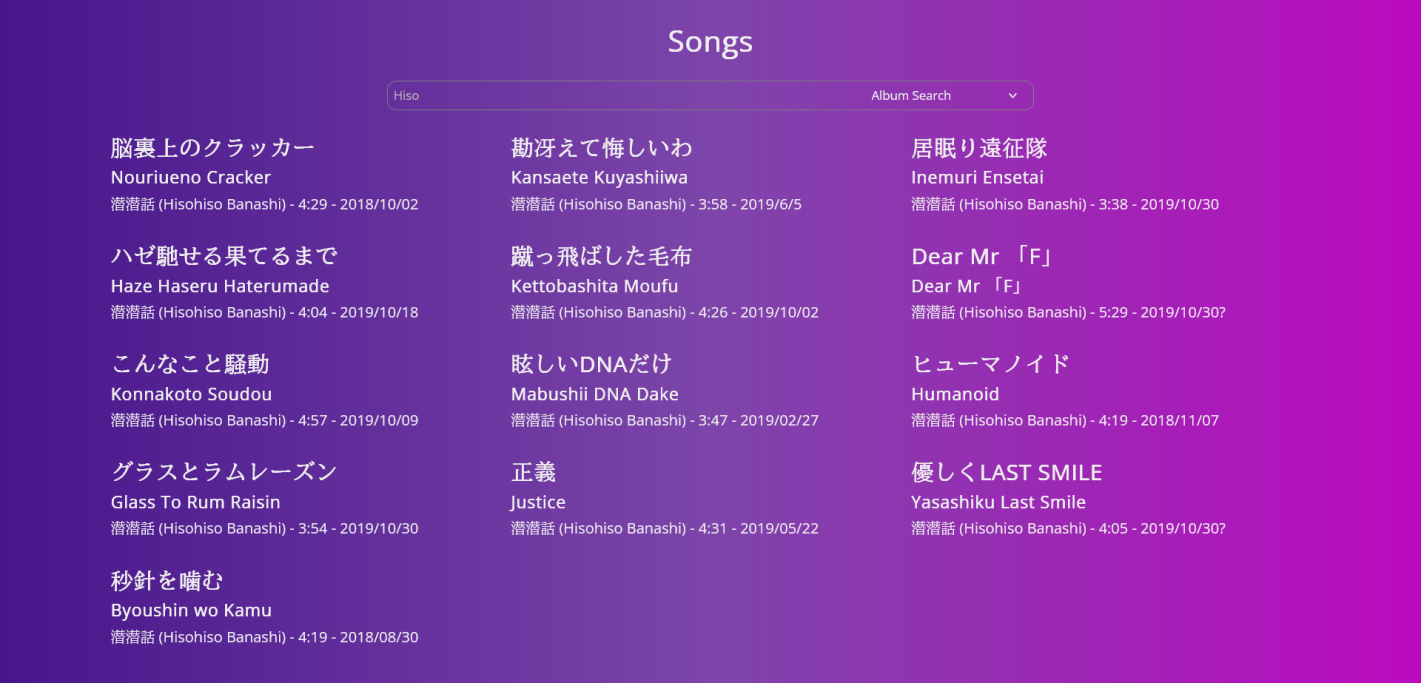 Songs
Hiso
Album Search
脳裏上のクラッカー
Nouriueno Cracker
潜潜話 (Hisohiso Banashi) - 4:29 - 2018/10/02
勘冴えて悔しいわ
Kansaete Kuyashiiwa
潜潜話 (Hisohiso Banashi) - 3:58 - 2019/6/5
居眠り遠征隊
Inemuri Ensetai
潜潜話 (Hisohiso Banashi) - 3:38 - 2019/10/30
ハゼ馳せる果てるまで
Haze Haseru Haterumade
潜潜話 (Hisohiso Banashi) - 4:04 - 2019/10/18
蹴っ飛ばした毛布
Kettobashita Moufu
潜潜話 (Hisohiso Banashi) - 4:26 - 2019/10/02
Dear Mr 「F」
Dear Mr 「F」
潜潜話 (Hisohiso Banashi) - 5:29 - 2019/10/30?
こんなこと騒動
Konnakoto Soudou
潜潜話 (Hisohiso Banashi) - 4:57 - 2019/10/09
眩しいDNAだけ
Mabushii DNA Dake
潜潜話 (Hisohiso Banashi) - 3:47 - 2019/02/27
ヒューマノイド
Humanoid
潜潜話 (Hisohiso Banashi) - 4:19 - 2018/11/07
グラスとラムレーズン
Glass To Rum Raisin
潜潜話 (Hisohiso Banashi) - 3:54 - 2019/10/30
正義
Justice
潜潜話 (Hisohiso Banashi) - 4:31 - 2019/05/22
優しくLAST SMILE
Yasashiku Last Smile
潜潜話 (Hisohiso Banashi) - 4:05 - 2019/10/30?
秒針を噛む
Byoushin wo Kamu
潜潜話 (Hisohiso Banashi) - 4:19 - 2018/08/30